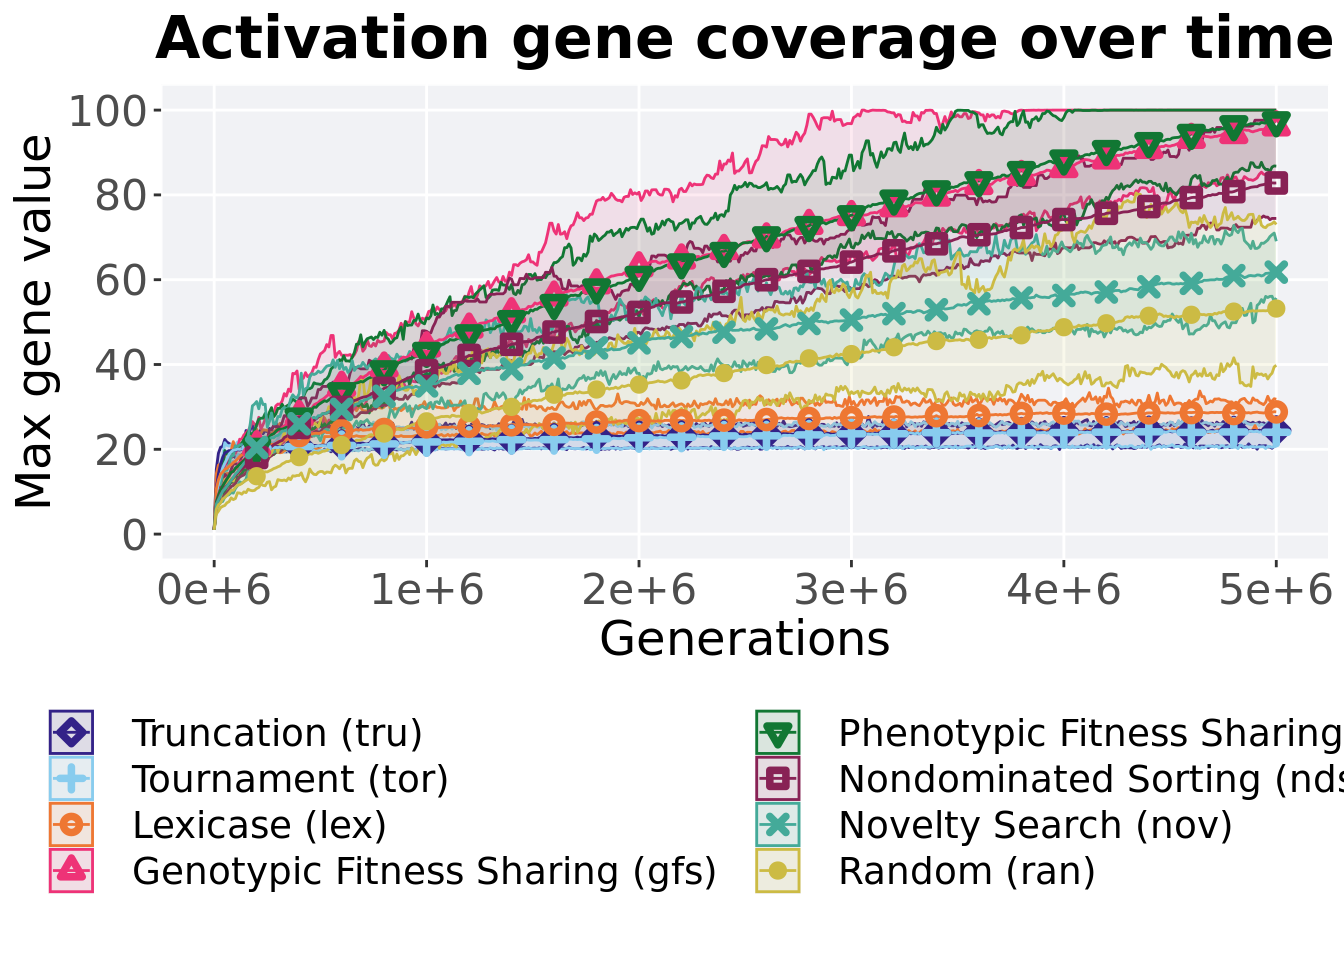 Activation gene coverage over time
Max gene value
100
80
60
40
20
0
0e+6 1e+6 2e+6 3e+6 4e+6 5e+6
Generations
Truncation (tru)
Tournament (tor)
Lexicase (lex)
Genotypic Fitness Sharing (gfs)
Phenotypic Fitness Sharing
Nondominated Sorting (nds
Novelty Search (nov)
Random (ran)